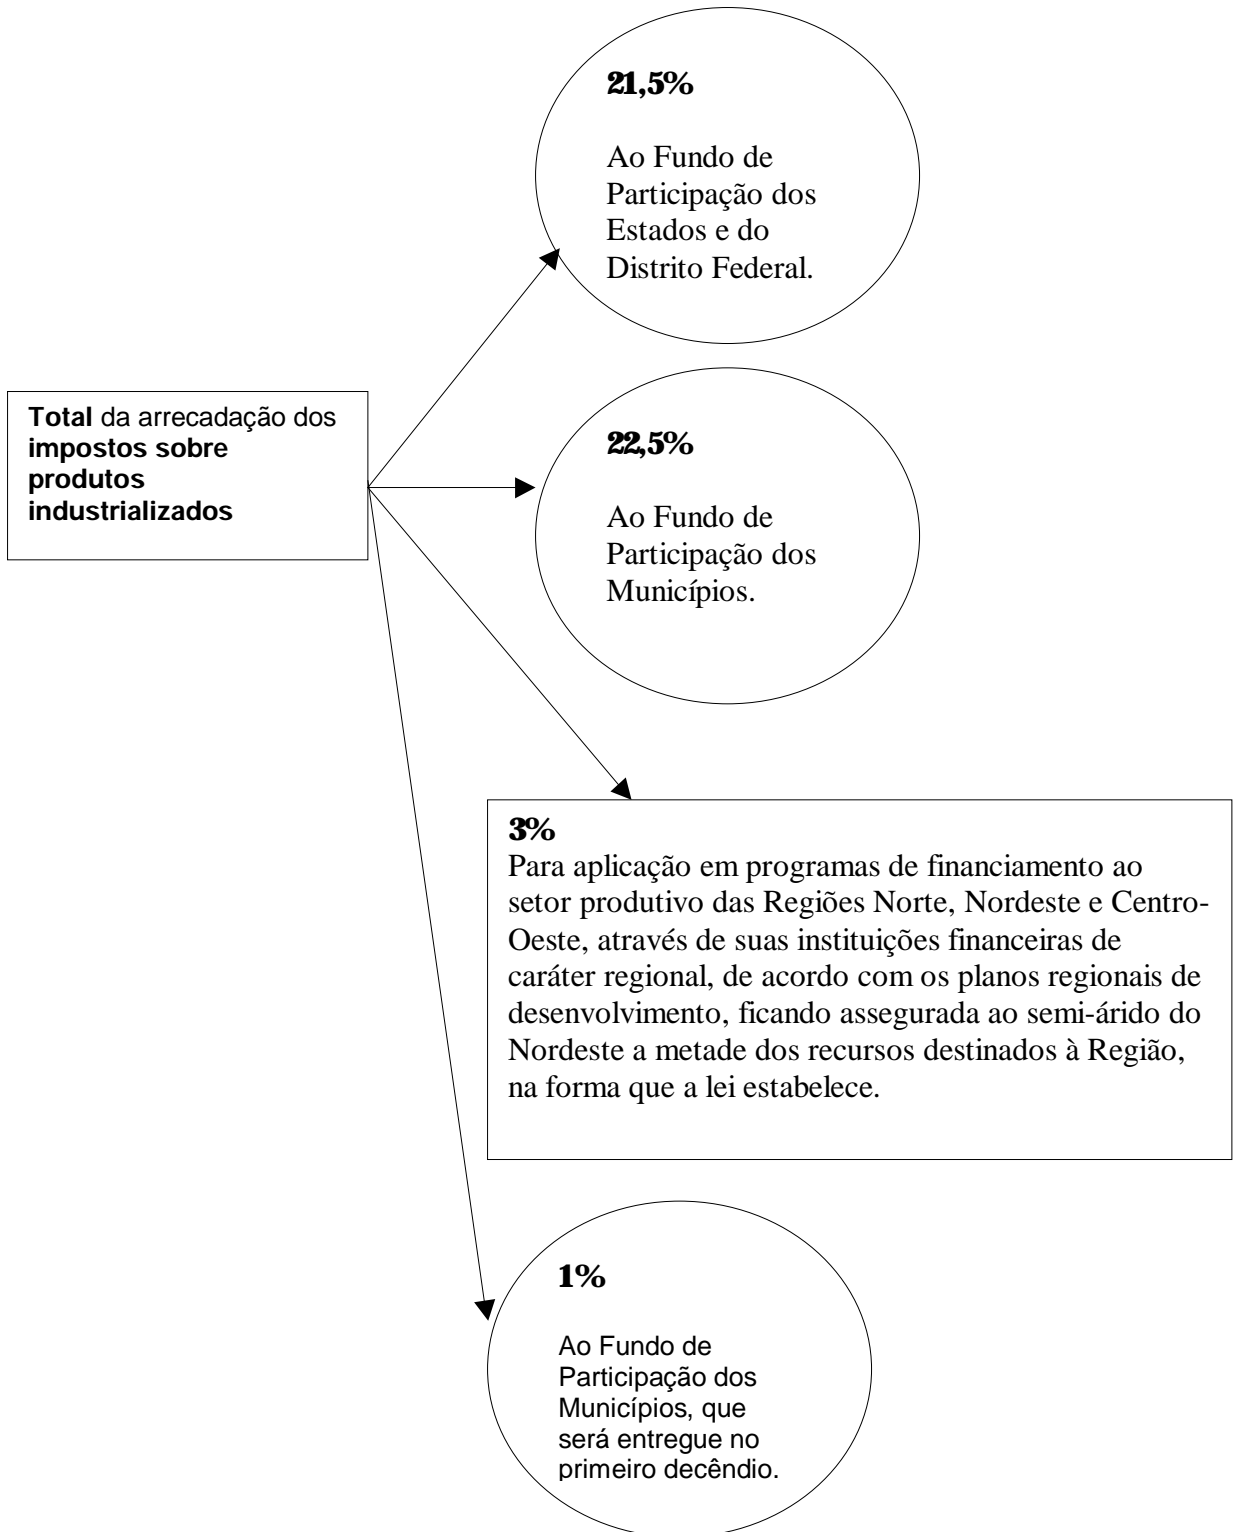 21,5%
Ao Fundo de
Participação dos
Estados e do
Distrito Federal.
Total da arrecadação dos
impostos sobre
produtos
industrializados
22,5%
Ao Fundo de
Participação dos
Municípios.
3%
Para aplicação em programas de financiamento ao
setor produtivo das Regiões Norte, Nordeste e Centro-
Oeste, através de suas instituições financeiras de
caráter regional, de acordo com os planos regionais de
desenvolvimento, ficando assegurada ao semi-árido do
Nordeste a metade dos recursos destinados à Região,
na forma que a lei estabelece.
1%
Ao Fundo de
Participação dos
Municípios, que
será entregue no
primeiro decêndio.